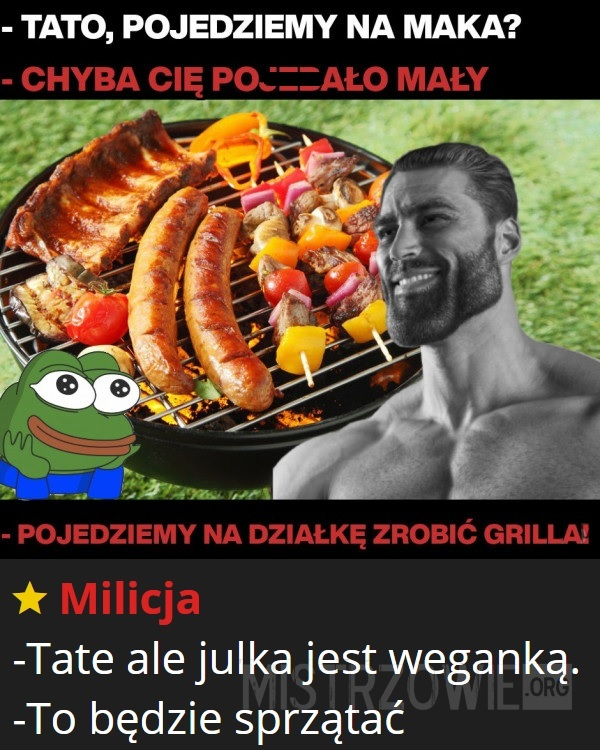 - TATO, POJEDZIEMY NA MAKA?
- CHYBA CIĘ AŁO MAŁY
- POJEDZIEMY NA DZIAŁKĘ ZROBIĆ GRILLA!
Milicja
-Tate ale julka jest weganką.
MISTRZOWIE.ORG
-To będzie sprzątać